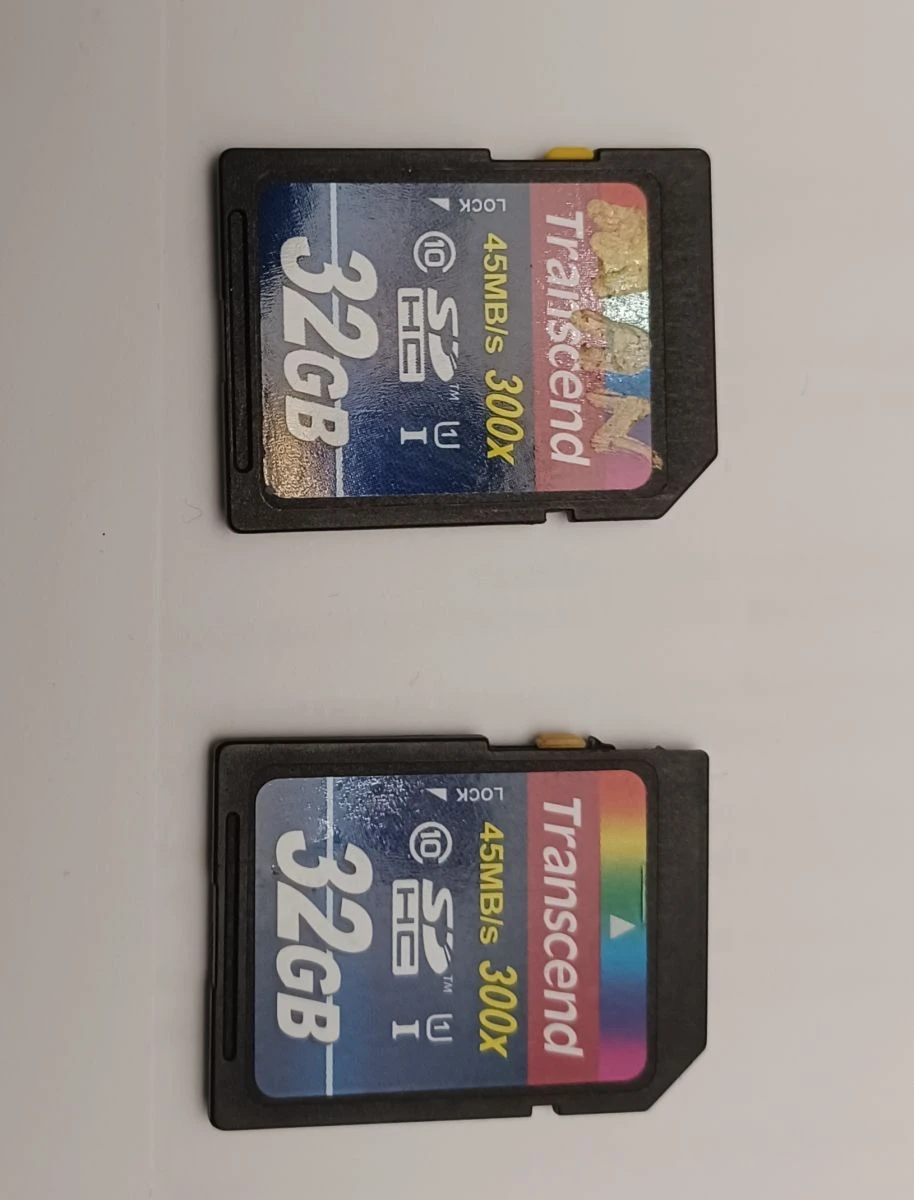 Transcend
45MB/s 300x
LOCK
10 SD HC ™ U1 I
32GB
Transcend
45MB/s 300x
LOCK
10 SD HC ™ U1 I
32GB